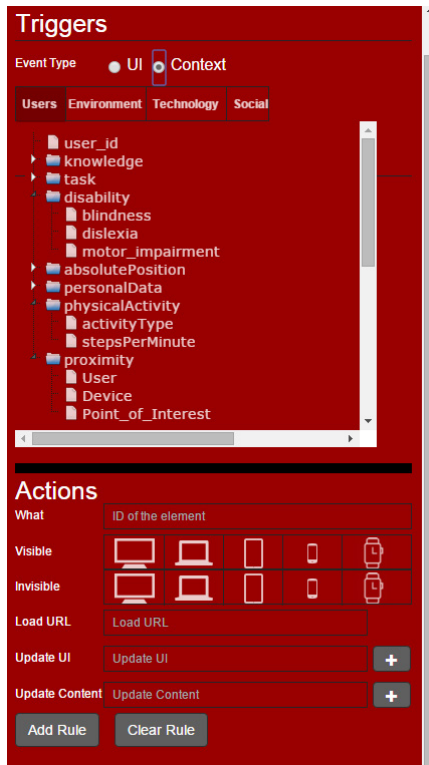 Triggers
Event Type UI Context
Users Environment Technology Social
user_id
knowledge
task
disability
blindness
dislexia
motor_impairment
absolutePosition
personalData
physicalActivity
activityType
stepsPerMinute
proximity
User
Device
Point_of_Interest
Actions
What ID of the element
Visible
Invisible
Load URL Load URL
Update UI Update UI +
Update Content Update Content +
Add Rule Clear Rule